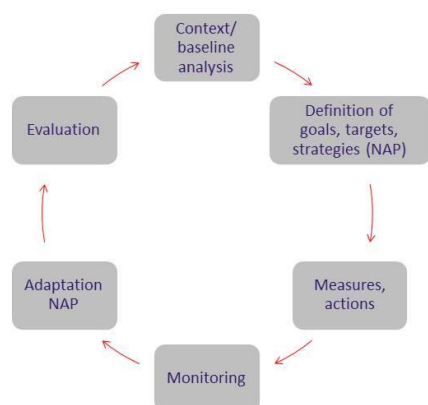 Context/
baseline
analysis
Definition of
goals, targets,
strategies (NAP)
Measures,
actions
Monitoring
Adaptation
NAP
Evaluation